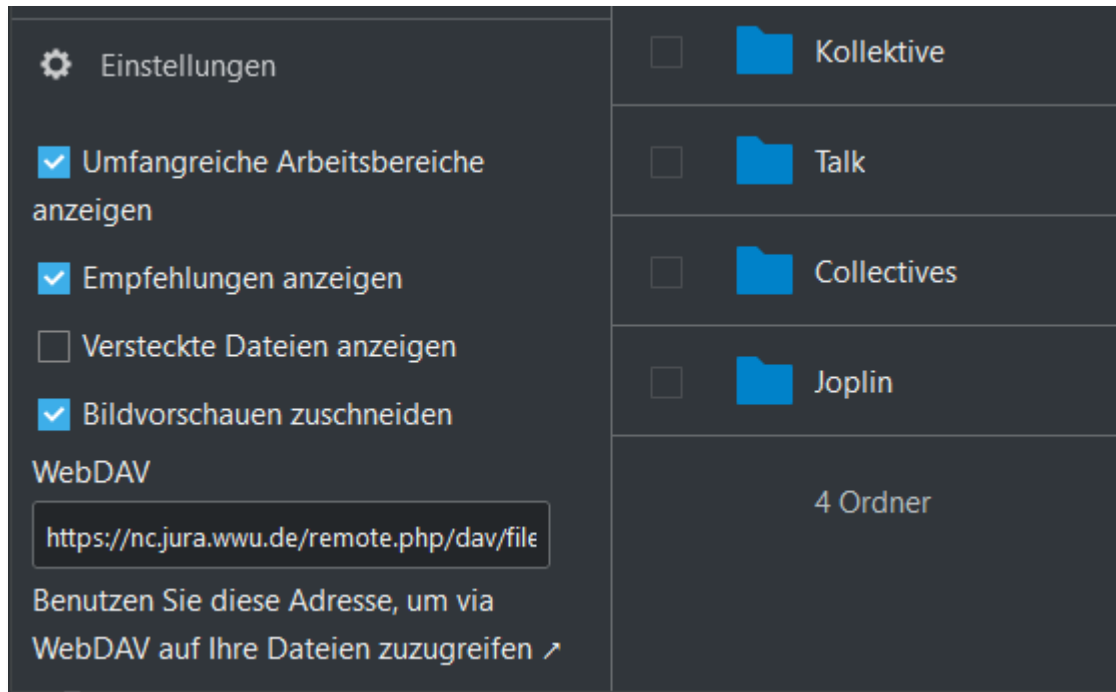 Einstellungen
Umfangreiche Arbeitsbereiche
anzeigen
Empfehlungen anzeigen
Versteckte Dateien anzeigen
Bildvorschauen zuschneiden
WebDAV
https://nc.jura.wwu.de/remote.php/dav/file
Benutzen Sie diese Adresse, um via
WebDAV auf Ihre Dateien zuzugreifen ↗
Kollektive
Talk
Collectives
Joplin
4 Ordner